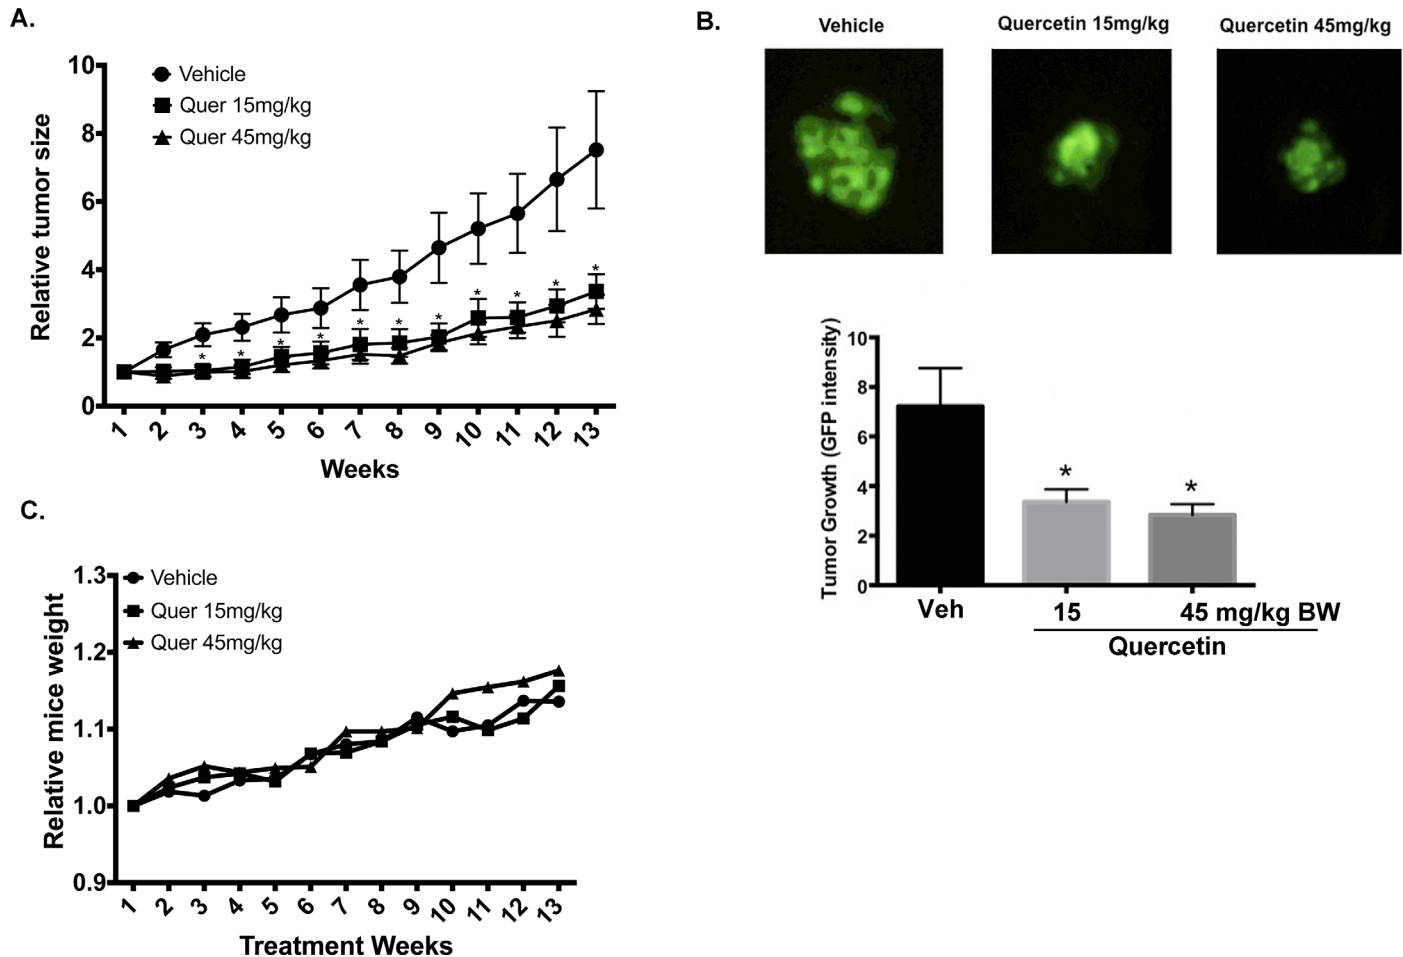 A.
10
8
6
4
2
0
Relative tumor size
Vehicle
Quer 15mg/kg
Quer 45mg/kg
* * * * * * * * * * *
1 2 3 4 5 6 7 8 9 10 11 12 13
Weeks
B.
Vehicle
Quercetin 15mg/kg
Quercetin 45mg/kg
10
8
6
4
2
0
Tumor Growth (GFP intensity)
* *
Veh 15 45 mg/kg BW
Quercetin
C.
1.3
1.2
1.1
1.0
0.9
Relative mice weight
Vehicle
Quer 15mg/kg
Quer 45mg/kg
1 2 3 4 5 6 7 8 9 10 11 12 13
Treatment Weeks